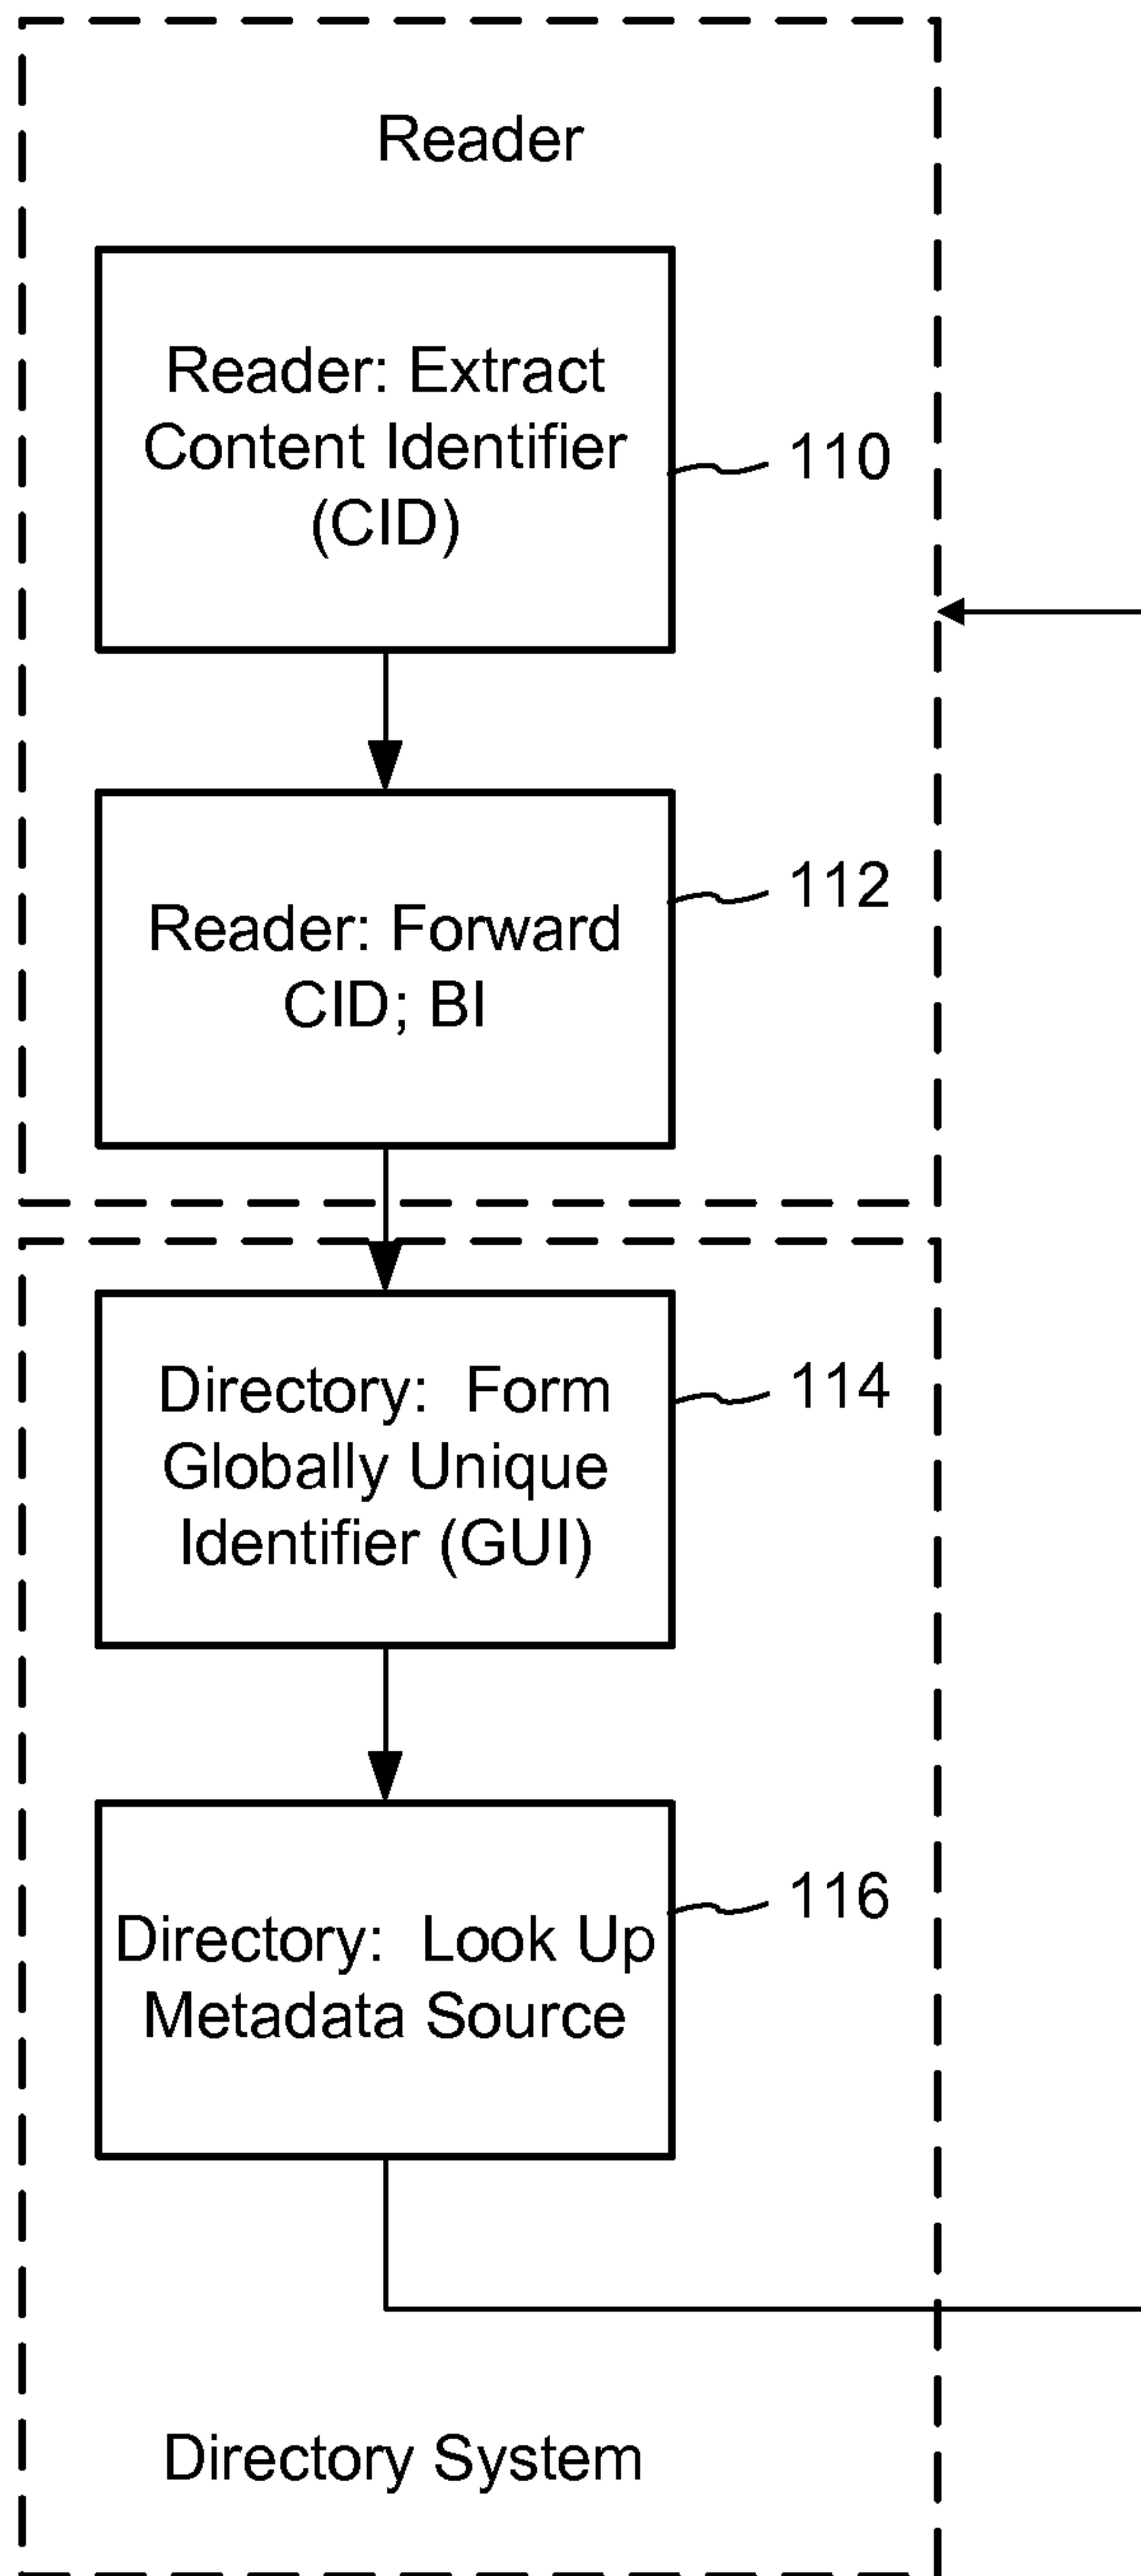 Reader
Reader: Extract
Content Identifier
(CID)
110
Reader: Forward
CID; BI
112
Directory: Form
Globally Unique
Identifier (GUI)
114
Directory: Look Up
Metadata Source
116
Directory System